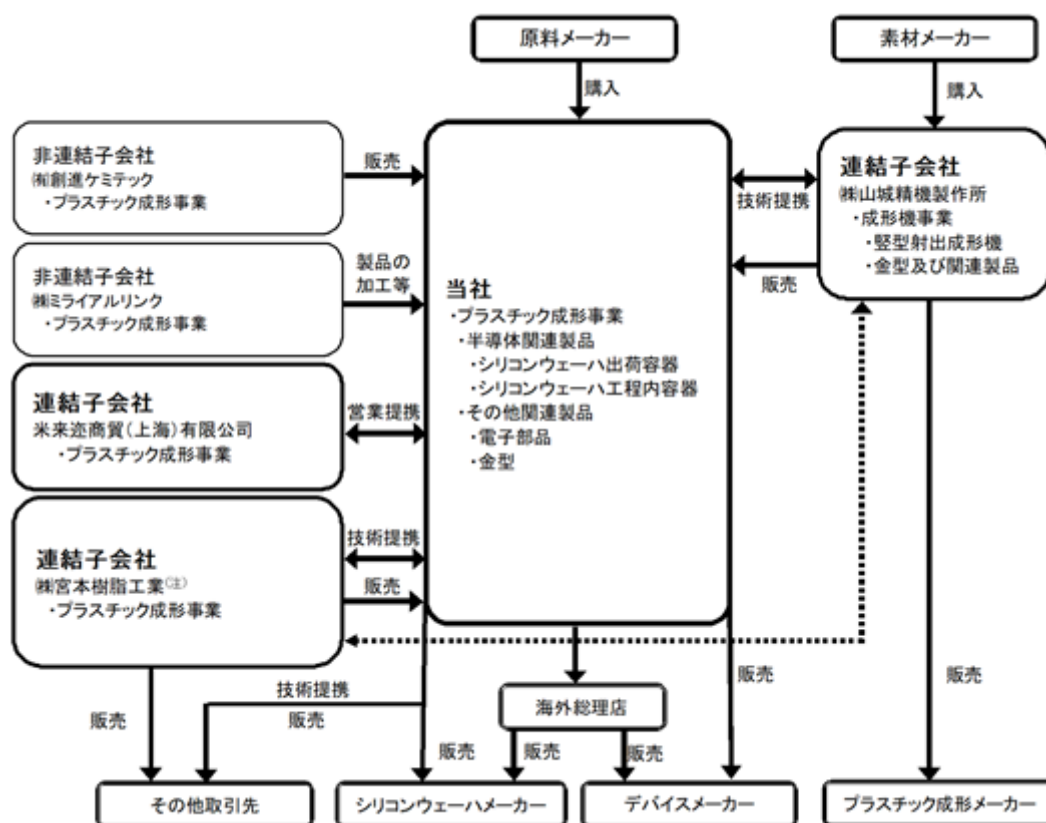 原料メーカー
素材メーカー
購入
購入
非連結子会社
㈲創進ケミテック
・プラスチック成形事業
販売
非連結子会社
㈱ミライアルリンク
・プラスチック成形事業
製品の
加工等
連結子会社
米来迩商貿(上海)有限公司
・プラスチック成形事業
営業提携
連結子会社
㈱宮本樹脂工業(注)
・プラスチック成形事業
技術提携
販売
当社
・プラスチック成形事業
・半導体関連製品
・シリコンウェーハ出荷容器
・シリコンウェーハ工程内容器
・その他関連製品
・電子部品
・金型
技術提携
販売
連結子会社
㈱山城精機製作所
・成形機事業
・竪型射出成形機
・金型及び関連製品
技術提携
販売
販売
海外総理店
販売
販売
販売
販売
販売
販売
その他取引先
シリコンウェーハメーカー
デバイスメーカー
プラスチック成形メーカー